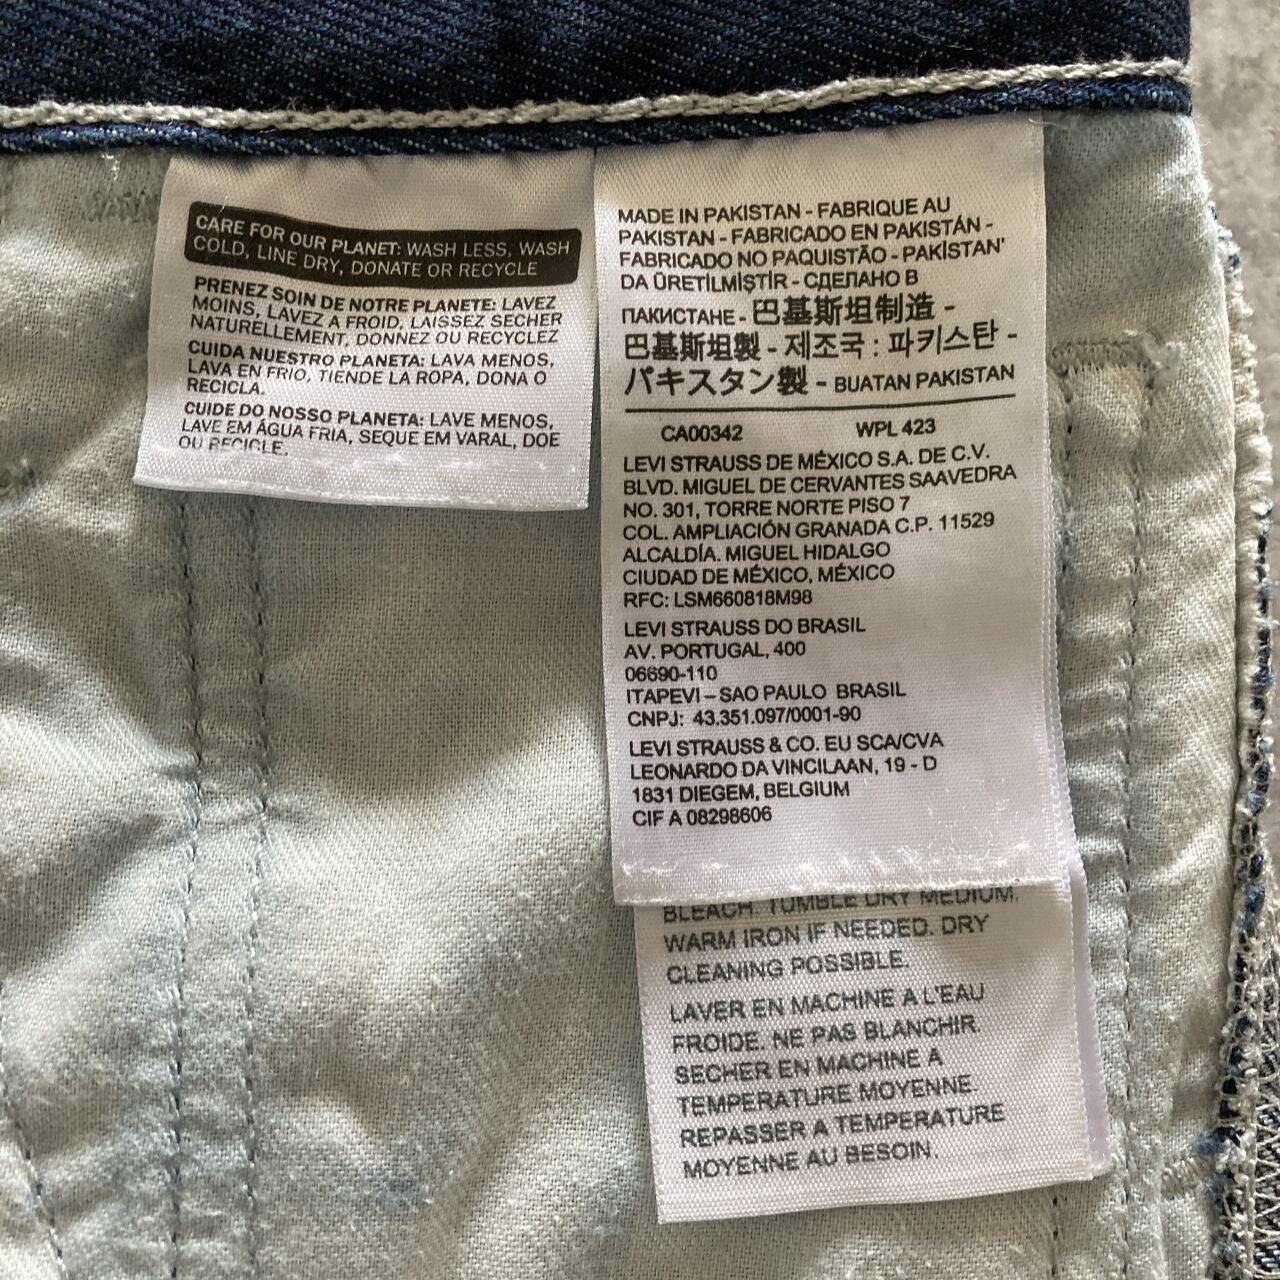 CARE FOR OUR PLANET: WASH LESS, WASH
COLD, LINE DRY, DONATE OR RECYCLE
PRENEZ SOIN DE NOTRE PLANETE: LAVEZ
MOINS, LAVEZ A FROID, LAISSEZ SECHER
NATURELLEMENT, DONNEZ OU RECYCLEZ
CUIDA NUESTRO PLANETA: LAVA MENOS,
LAVA EN FRIO, TIENDE LA ROPA, DONA O
RECICLA.
CUIDE DO NOSSO PLANETA: LAVE MENOS,
LAVE EM ÁGUA FRIA, SEQUE EM VARAL, DOE
OU RECICLE.
MADE IN PAKISTAN - FABRIQUE AU
PAKISTAN - FABRICADO EN PAKISTÁN -
FABRICADO NO PAQUISTÃO - PAKİSTAN'
DA ÜRETİLMİŞTİR - СДЕЛАНО В
ПАКИСТАНЕ - 巴基斯坦制造 -
巴基斯坦製 - 제조국 : 파키스탄 -
パキスタン製 - BUATAN PAKISTAN
CA00342 WPL 423
LEVI STRAUSS DE MÉXICO S.A. DE C.V.
BLVD. MIGUEL DE CERVANTES SAAVEDRA
NO. 301, TORRE NORTE PISO 7
COL. AMPLIACIÓN GRANADA C.P. 11529
ALCALDÍA. MIGUEL HIDALGO
CIUDAD DE MÉXICO, MÉXICO
RFC: LSM660818M98
LEVI STRAUSS DO BRASIL
AV. PORTUGAL, 400
06690-110
ITAPEVI – SAO PAULO BRASIL
CNPJ: 43.351.097/0001-90
LEVI STRAUSS & CO. EU SCA/CVA
LEONARDO DA VINCILAAN, 19 - D
1831 DIEGEM, BELGIUM
CIF A 08298606
BLEACH. TUMBLE DRY MEDIUM.
WARM IRON IF NEEDED. DRY
CLEANING POSSIBLE.
LAVER EN MACHINE A L'EAU
FROIDE. NE PAS BLANCHIR.
SECHER EN MACHINE A
TEMPERATURE MOYENNE.
REPASSER A TEMPERATURE
MOYENNE AU BESOIN.